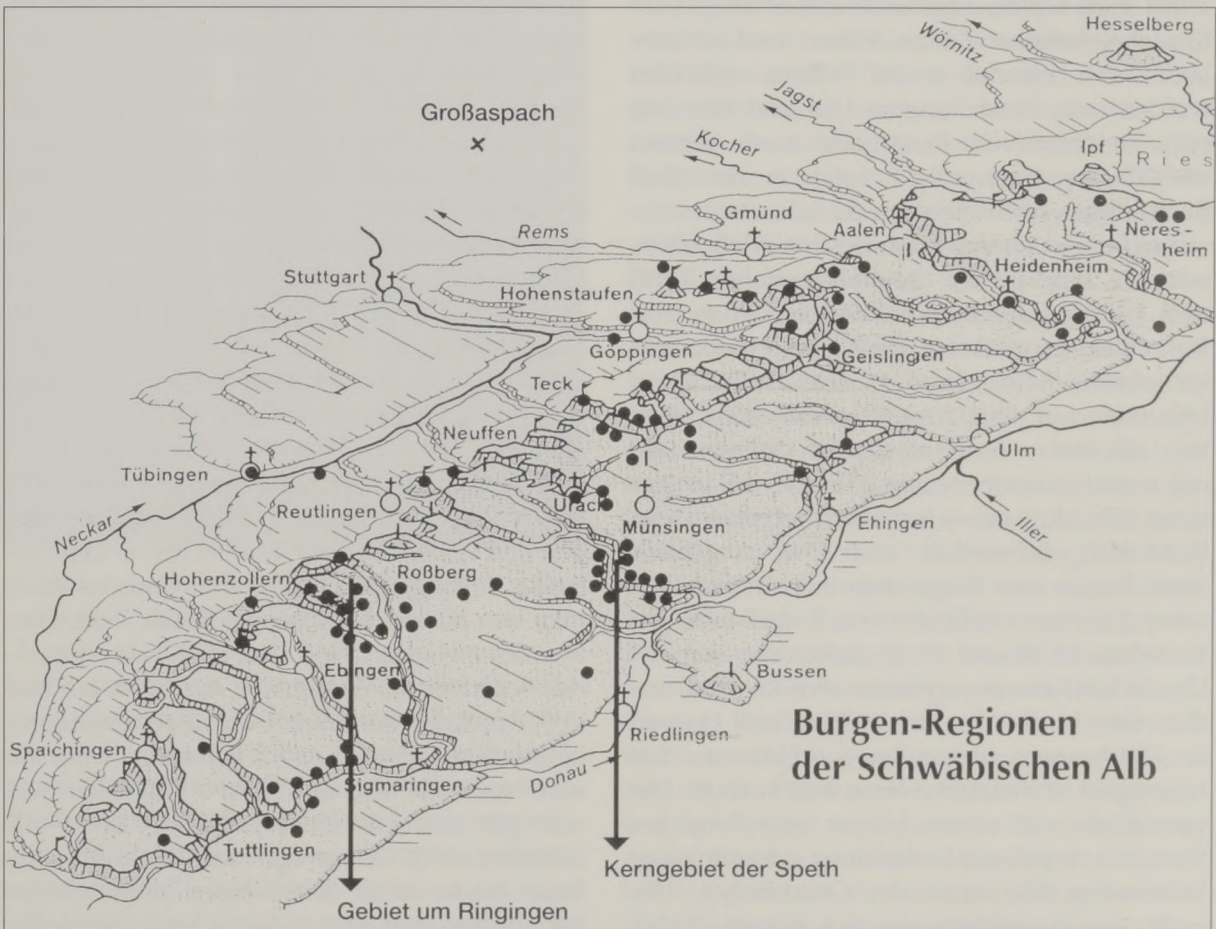 Hesselberg
Wörnitz
Jagst
Großaspach
Kocher
Ipf
Ries
Gmünd
Aalen
Neres-
heim
Rems
Stuttgart
Heidenheim
Hohenstaufen
Göppingen
Geislingen
Teck
Neuffen
Ulm
Tübingen
Reutlingen
Urach
Münsingen
Ehingen
Iller
Neckar
Hohenzollern
Roßberg
Ebingen
Bussen
Riedlingen
Burgen-Regionen
der Schwäbischen Alb
Spaichingen
Sigmaringen
Donau
Tuttlingen
Kerngebiet der Speth
Gebiet um Ringingen